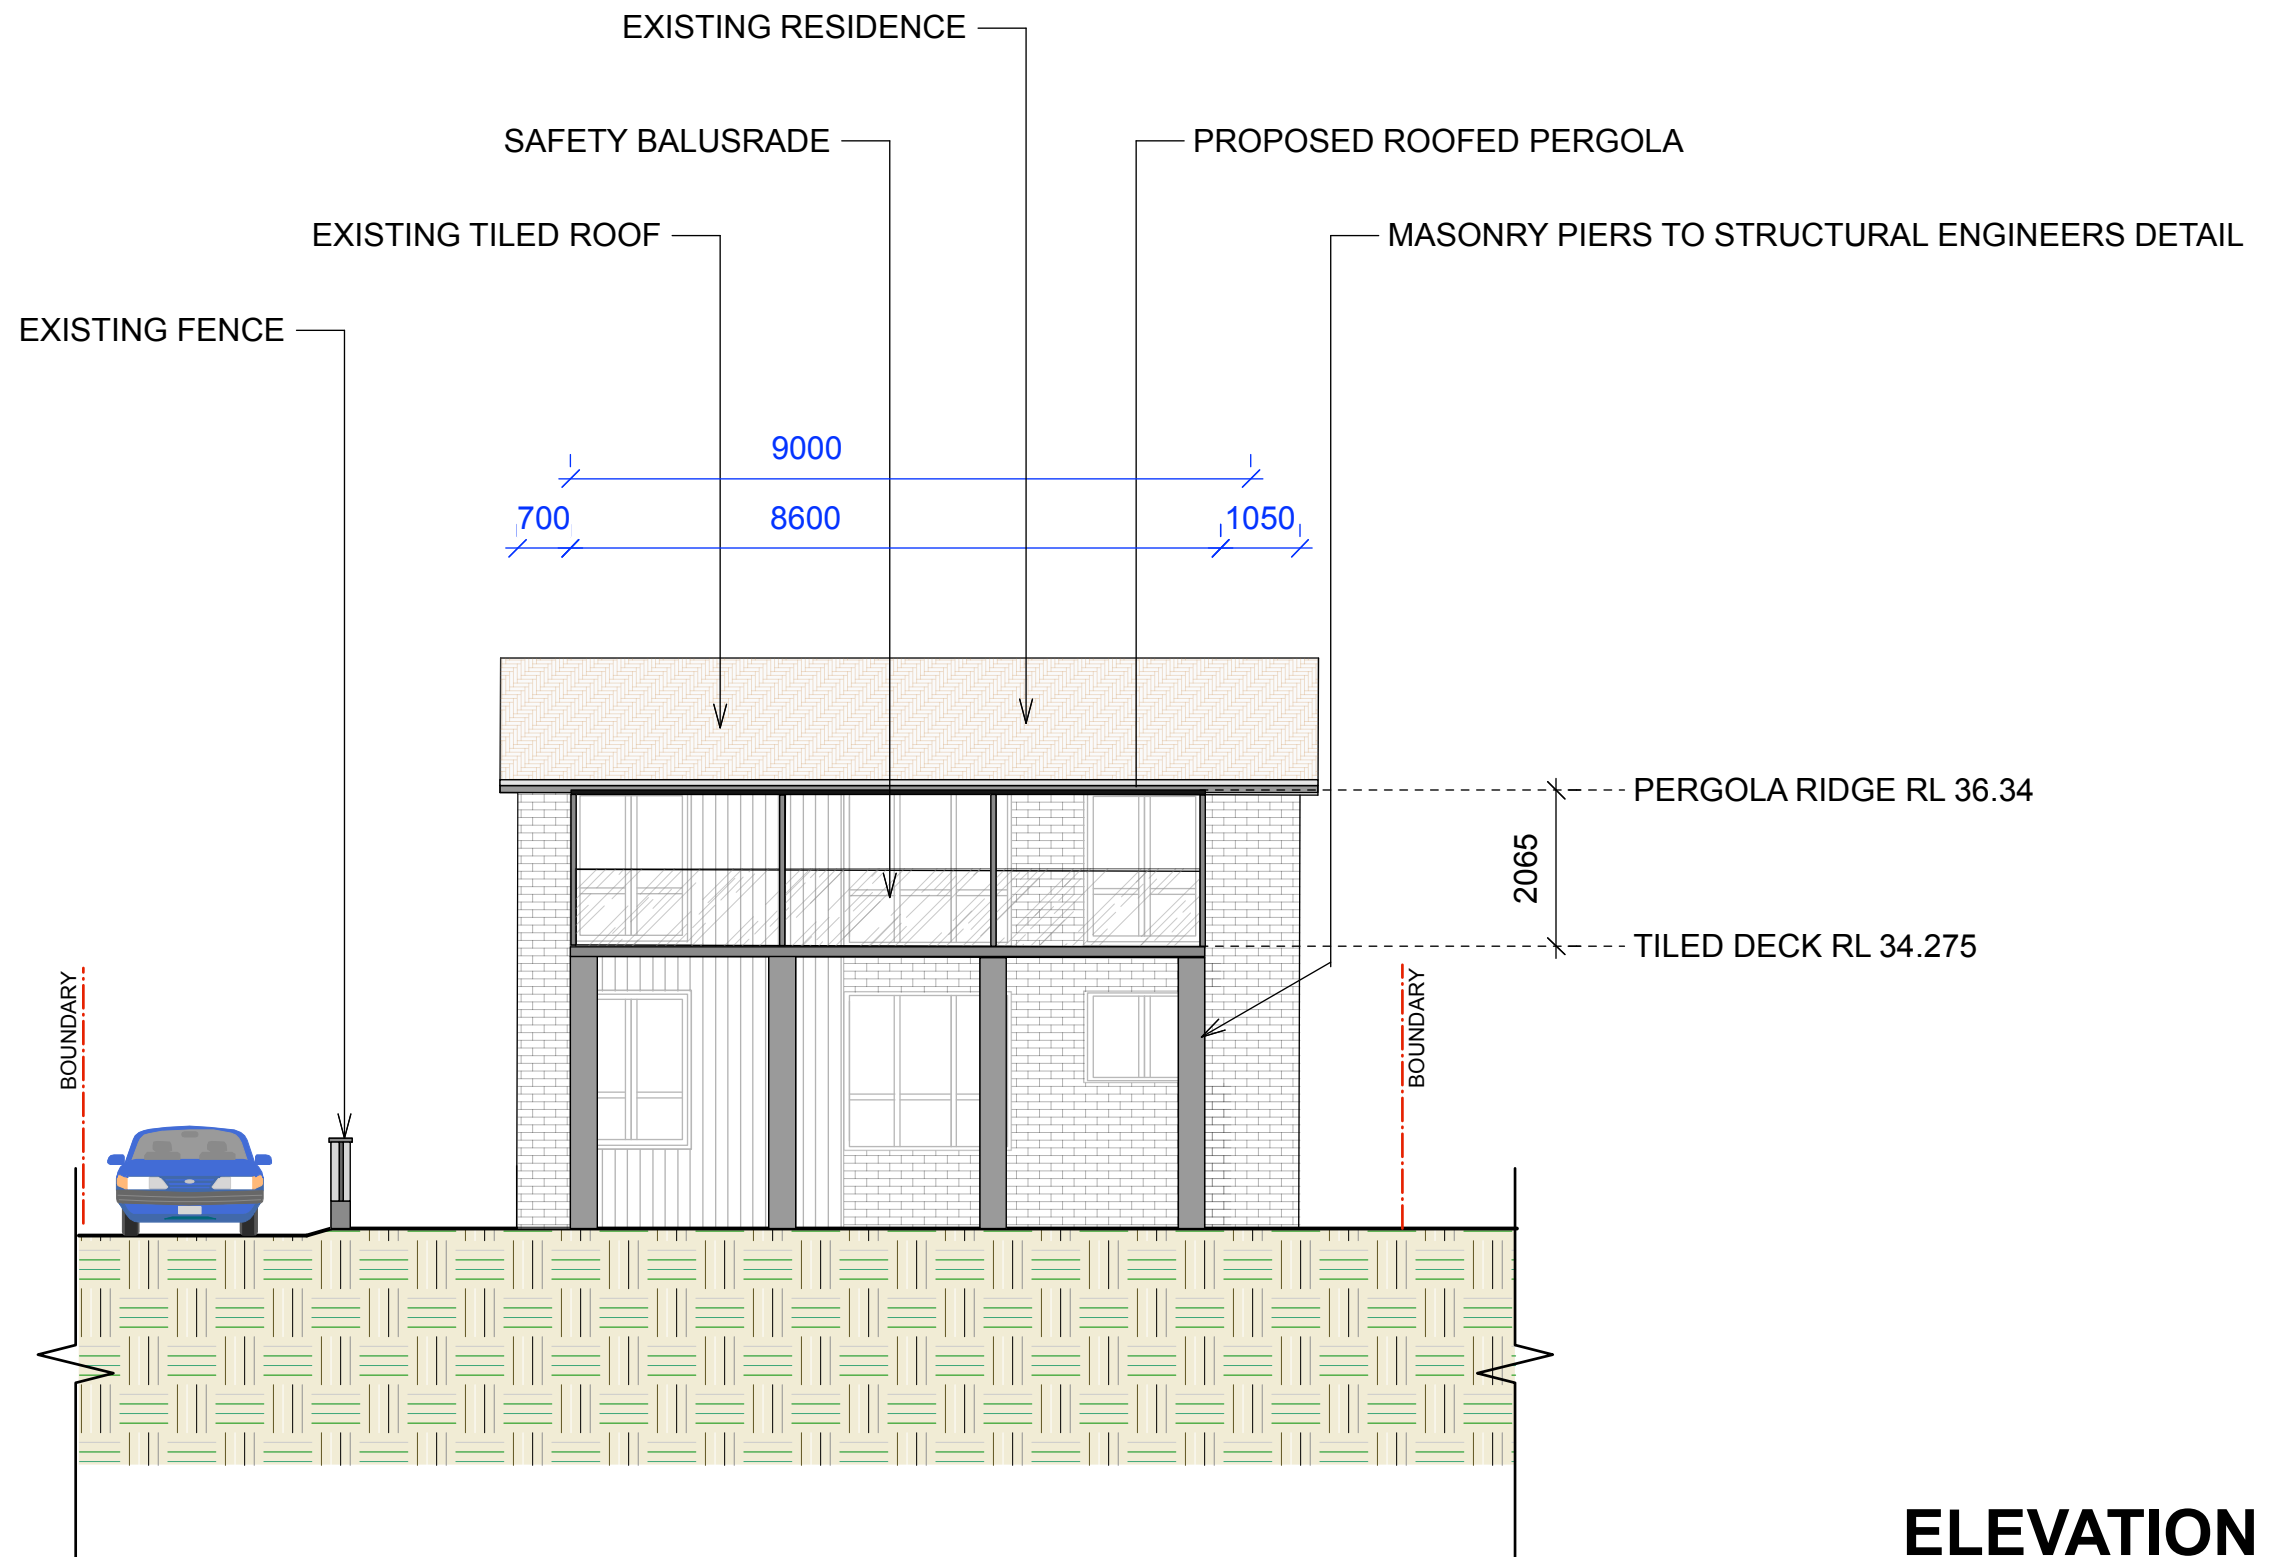 EXISTING RESIDENCE
SAFETY BALUSRADE
PROPOSED ROOFED PERGOLA
EXISTING TILED ROOF
MASONRY PIERS TO STRUCTURAL ENGINEERS DETAIL
EXISTING FENCE
9000
700
8600
1050
PERGOLA RIDGE RL 36.34
2065
TILED DECK RL 34.275
BOUNDARY
BOUNDARY
ELEVATION